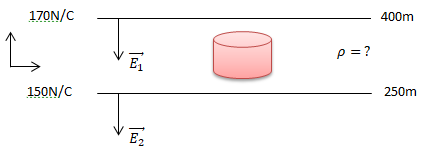 170N/C 400m
E₁ ρ = ?
150N/C 250m
E₂